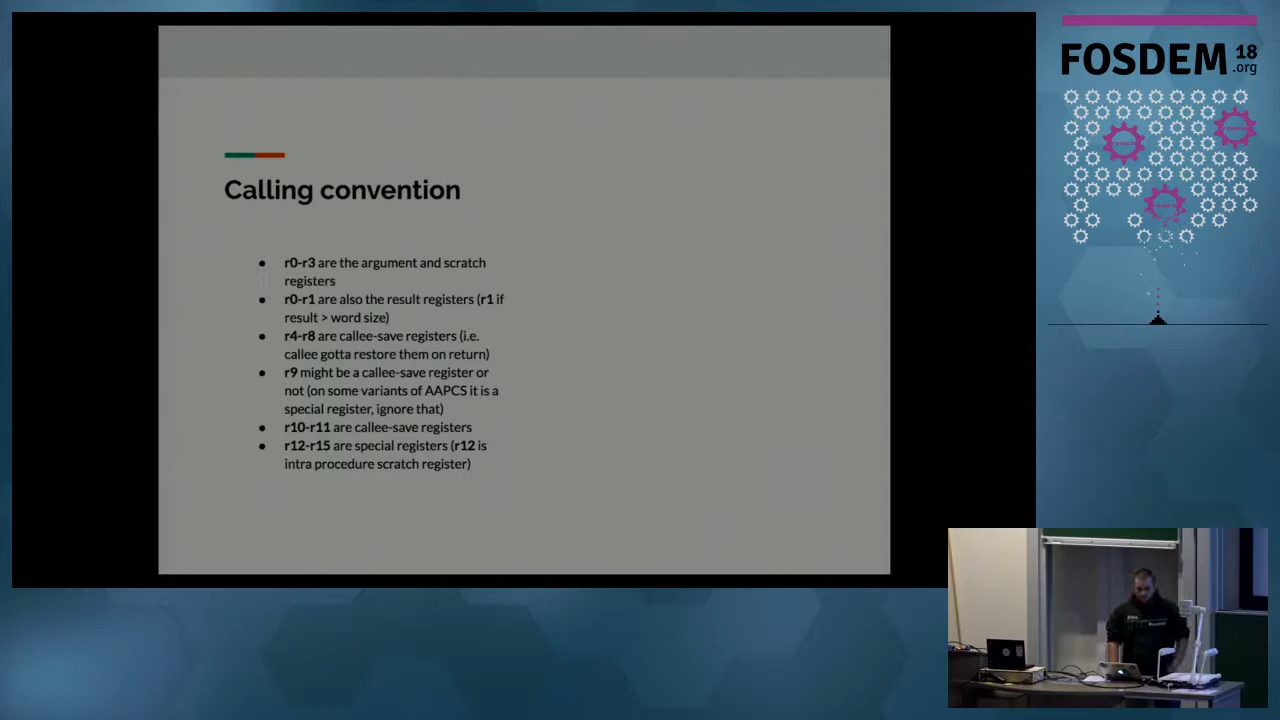 FOSDEM 18
.org
Calling convention
● r0-r3 are the argument and scratch
registers
● r0-r1 are also the result registers (r1 if
result > word size)
● r4-r8 are callee-save registers (i.e.
callee gotta restore them on return)
● r9 might be a callee-save register or
not (on some variants of AAPCS it is a
special register, ignore that)
● r10-r11 are callee-save registers
● r12-r15 are special registers (r12 is
intra procedure scratch register)